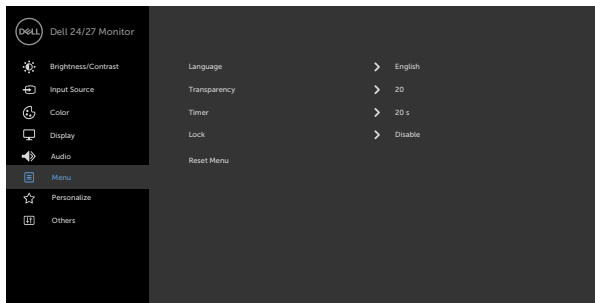 DELL Dell 24/27 Monitor
Brightness/Contrast
Input Source
Color
Display
Audio
Menu
Personalize
Others
Language English
Transparency 20
Timer 20 s
Lock Disable
Reset Menu